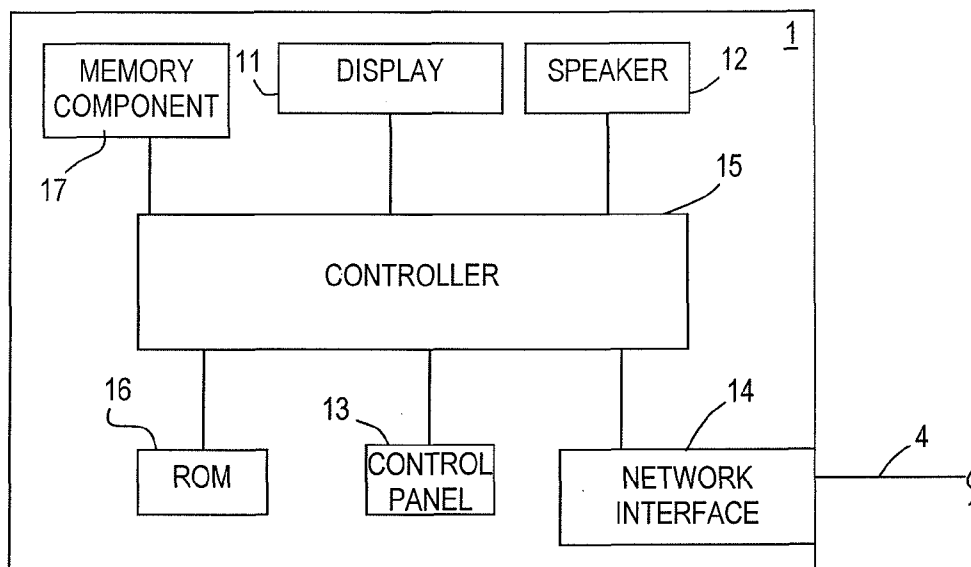 1
11
DISPLAY
SPEAKER
12
MEMORY
COMPONENT
17
15
CONTROLLER
16
13
14
4
ROM
CONTROL
PANEL
NETWORK
INTERFACE